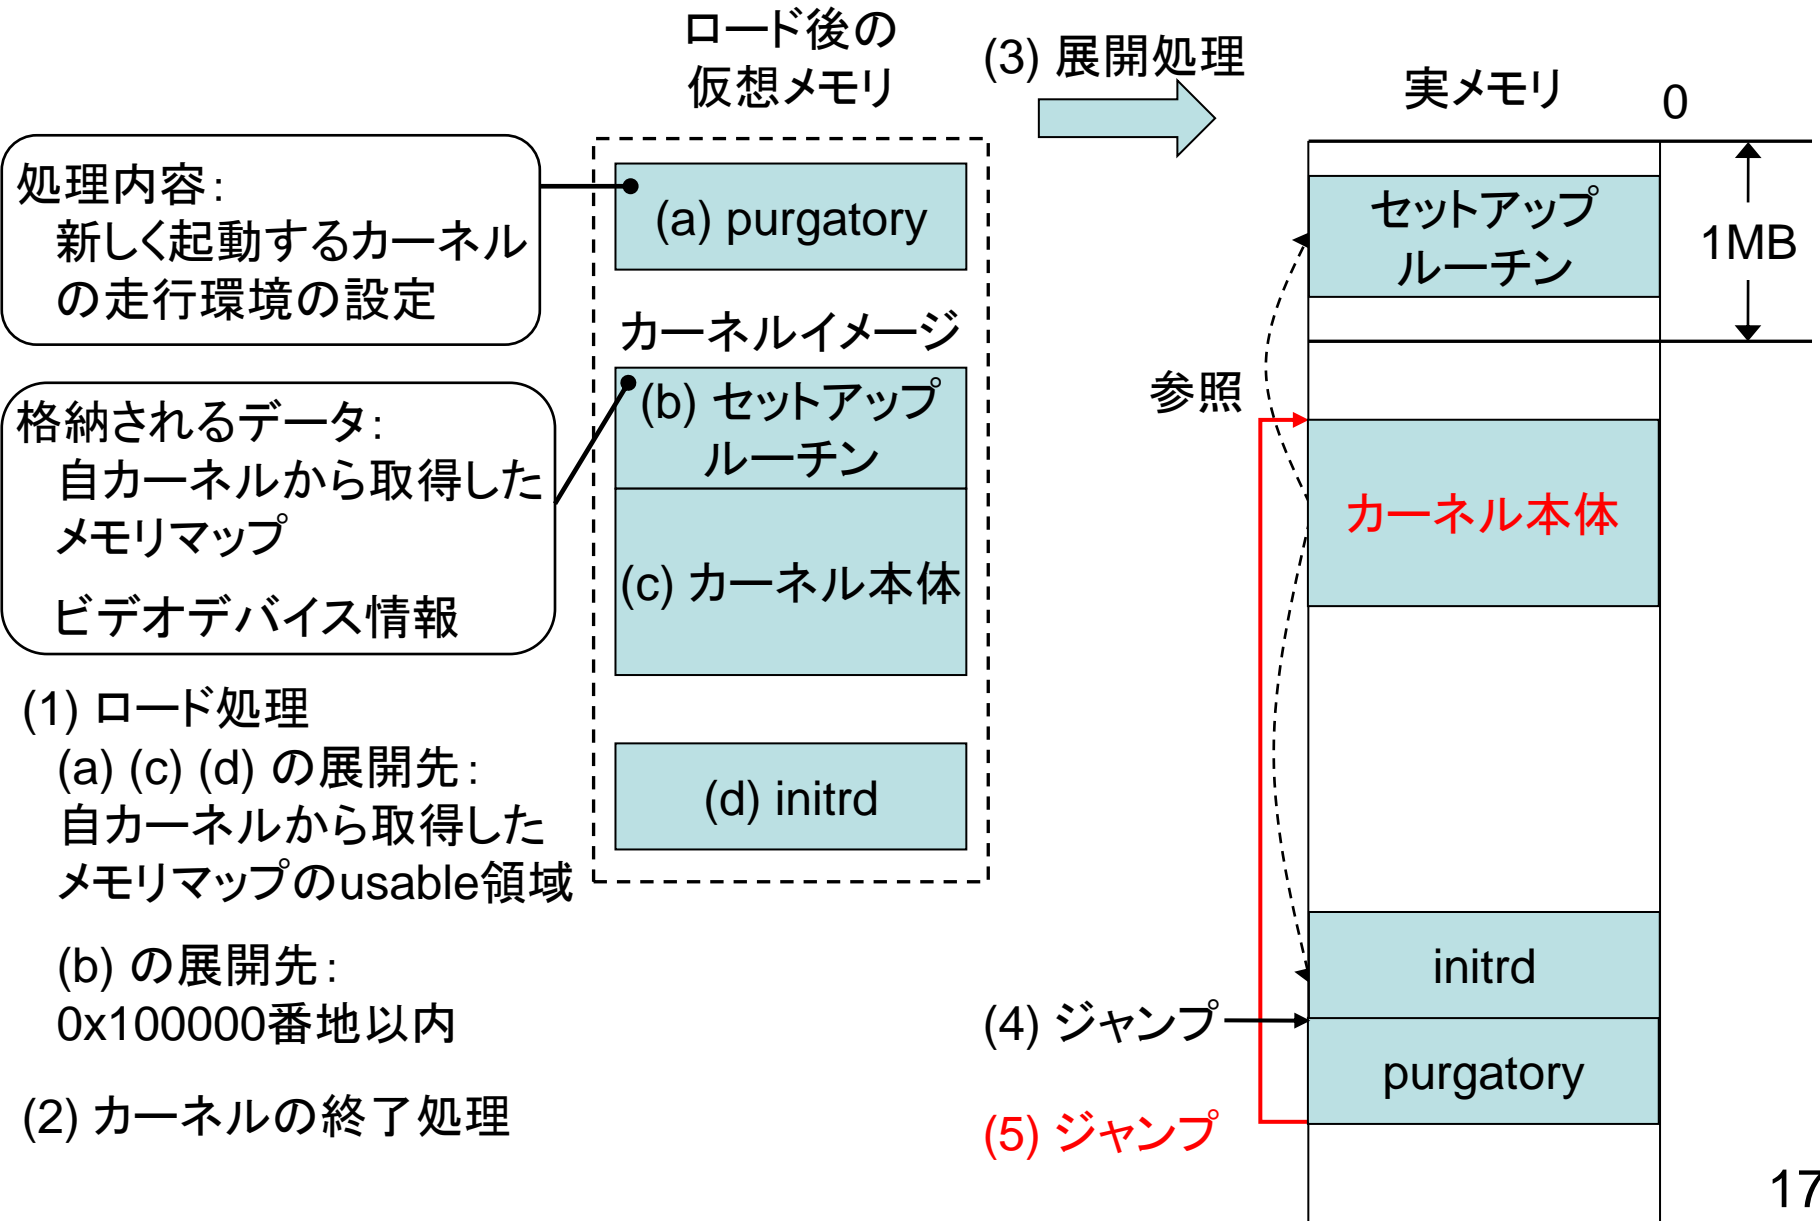 ロード後の
仮想メモリ
(3) 展開処理
実メモリ
0
処理内容：
新しく起動するカーネル
の走行環境の設定
(a) purgatory
セットアップ
ルーチン
1MB
カーネルイメージ
格納されるデータ：
自カーネルから取得した
メモリマップ
ビデオデバイス情報
(b) セットアップ
ルーチン
(c) カーネル本体
参照
カーネル本体
(1) ロード処理
(a) (c) (d) の展開先：
自カーネルから取得した
メモリマップのusable領域
(d) initrd
(b) の展開先：
0x100000番地以内
initrd
(4) ジャンプ
purgatory
(2) カーネルの終了処理
(5) ジャンプ
17